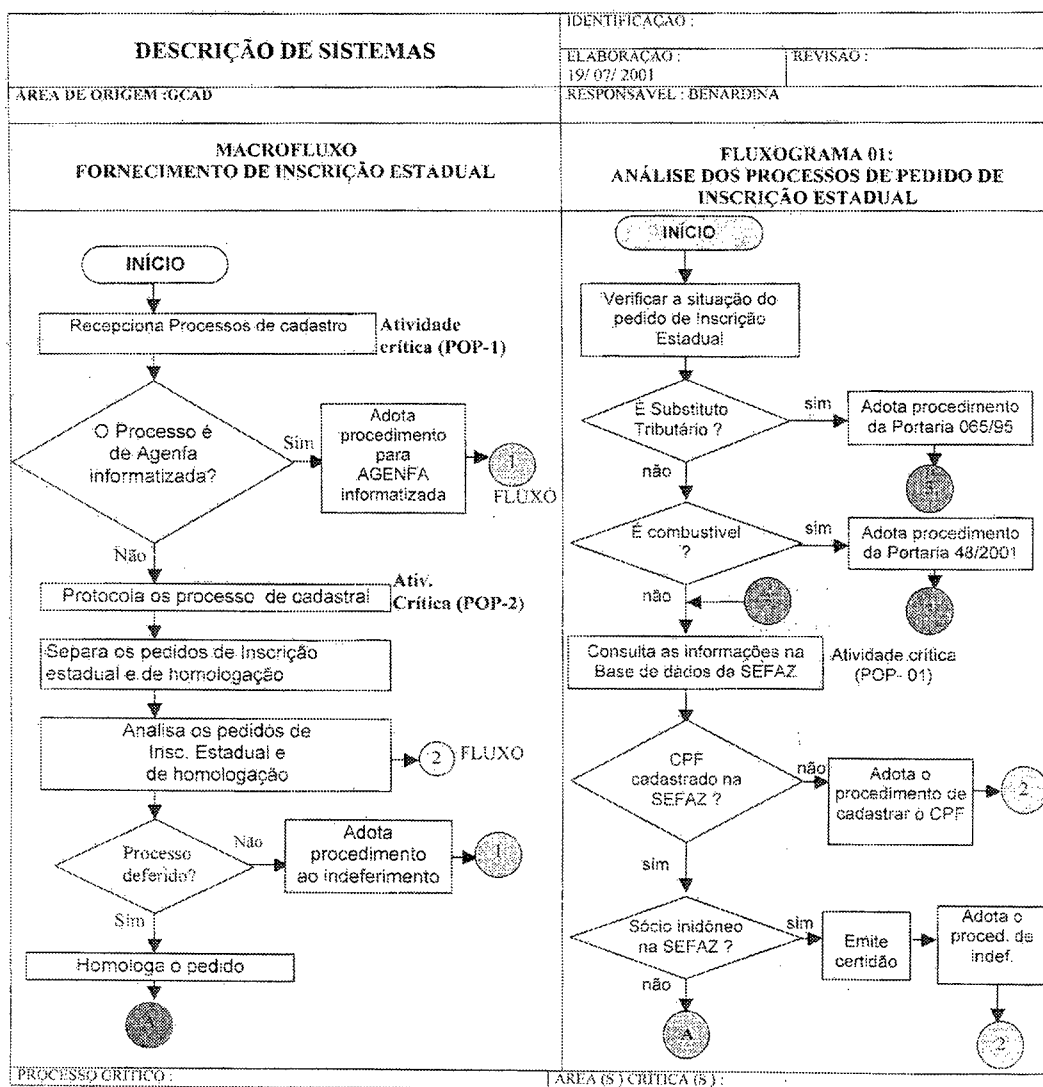 DESCRIÇÃO DE SISTEMAS
IDENTIFICAÇÃO :
ELABORAÇÃO :
19/ 07/ 2001
REVISÃO :
ÁREA DE ORIGEM :GCAD
RESPONSÁVEL : BENARDINA
MACROFLUXO
FORNECIMENTO DE INSCRIÇÃO ESTADUAL
INÍCIO
Recepciona Processos de cadastro
Atividade
crítica (POP-1)
O Processo é
de Agenfa
informatizada?
Sim
Adota
procedimento
para
AGENFA
informatizada
1
FLUXO
Não
Protocola os processo de cadastral
Ativ.
Crítica (POP-2)
Separa os pedidos de Inscrição
estadual e de homologação
Analisa os pedidos de
Insc. Estadual e
de homologação
2
FLUXO
Processo
deferido?
Não
Adota
procedimento
ao indeferimento
1
Sim
Homologa o pedido
A
PROCESSO CRÍTICO :
FLUXOGRAMA 01:
ANÁLISE DOS PROCESSOS DE PEDIDO DE
INSCRIÇÃO ESTADUAL
INÍCIO
Verificar a situação do
pedido de Inscrição
Estadual
É Substituto
Tributário ?
sim
Adota procedimento
da Portaria 065/95
não
É combustível
?
sim
Adota procedimento
da Portaria 48/2001
não
Consulta as informações na
Base de dados da SEFAZ
Atividade crítica
(POP- 01)
CPF
cadastrado na
SEFAZ ?
não
Adota o
procedimento de
cadastrar o CPF
2
sim
Sócio inidôneo
na SEFAZ ?
sim
Emite
certidão
Adota o
proced. de
indef.
2
não
A
ÁREA (S ) CRÍTICA (S ) :